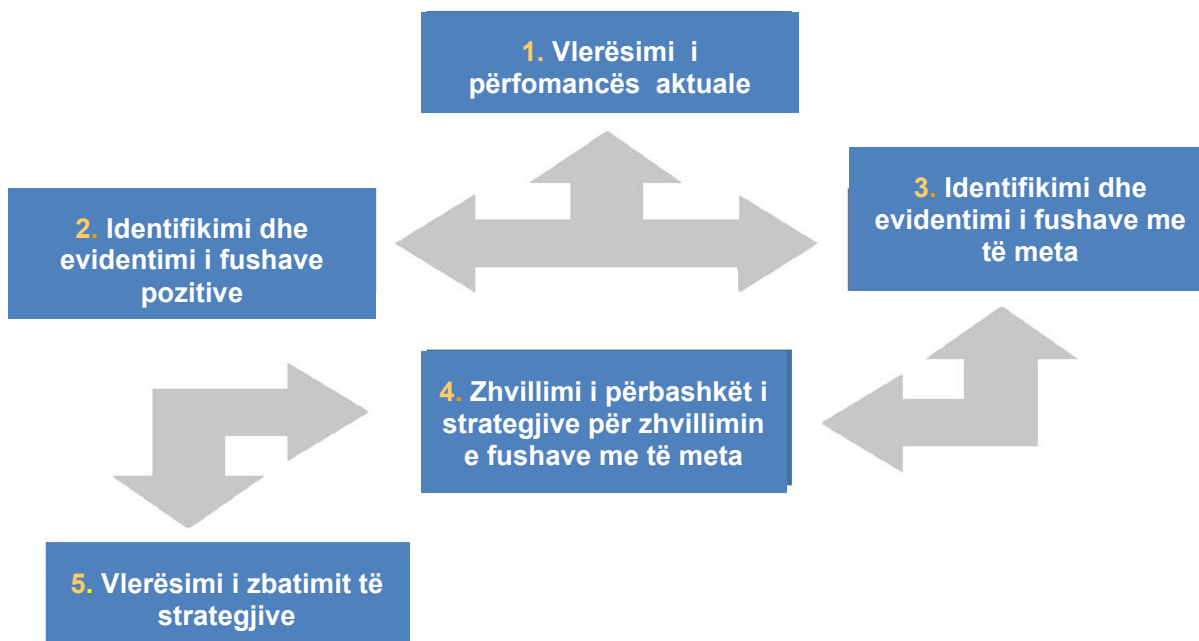 1. Vlerësimi i
përfomancës aktuale
2. Identifikimi dhe
evidentimi i fushave
pozitive
3. Identifikimi dhe
evidentimi i fushave me
të meta
4. Zhvillimi i përbashkët i
strategjive për zhvillimin
e fushave me të meta
5. Vlerësimi i zbatimit të
strategjive